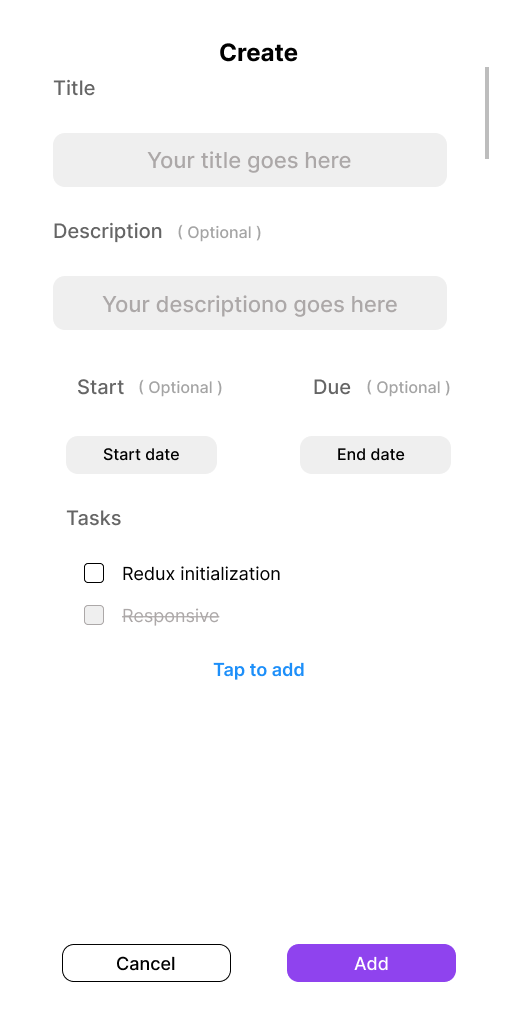 Create
Title
Your title goes here
Description ( Optional )
Your descriptiono goes here
Start ( Optional ) Due ( Optional )
Start date End date
Tasks
Redux initialization
Responsive
Tap to add
Cancel Add